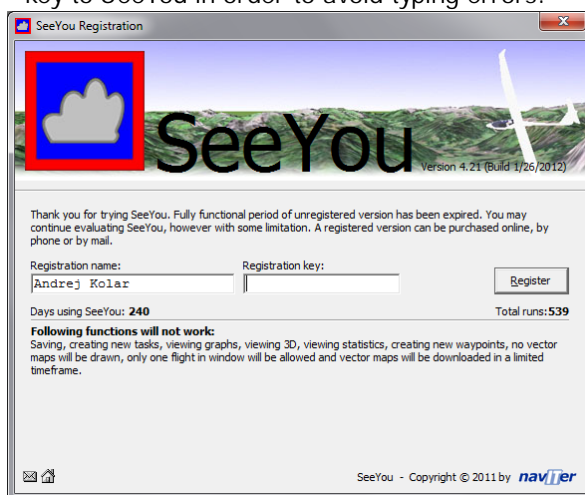 key to SeeYou in order to avoid typing errors.
SeeYou Registration
SeeYou
Version 4.21 (Build 1/26/2012)
Thank you for trying SeeYou. Fully functional period of unregistered version has been expired. You may
continue evaluating SeeYou, however with some limitation. A registered version can be purchased online, by
phone or by mail.
Registration name: Registration key:
Andrej Kolar
Register
Days using SeeYou: 240 Total runs:539
Following functions will not work:
Saving, creating new tasks, viewing graphs, viewing 3D, viewing statistics, creating new waypoints, no vector
maps will be drawn, only one flight in window will be allowed and vector maps will be downloaded in a limited
timeframe.
SeeYou - Copyright © 2011 by naviter